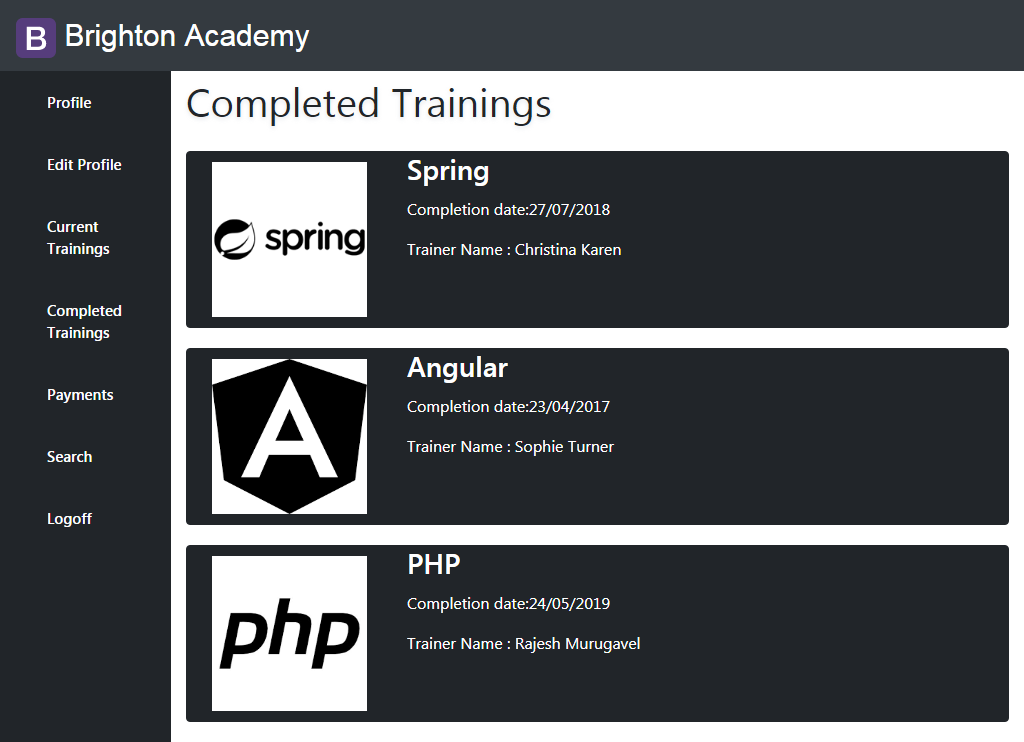 B Brighton Academy
Profile
Edit Profile
Current
Trainings
Completed
Trainings
Payments
Search
Logoff
Completed Trainings
spring
Spring
Completion date:27/07/2018
Trainer Name : Christina Karen
A
Angular
Completion date:23/04/2017
Trainer Name : Sophie Turner
php
PHP
Completion date:24/05/2019
Trainer Name : Rajesh Murugavel